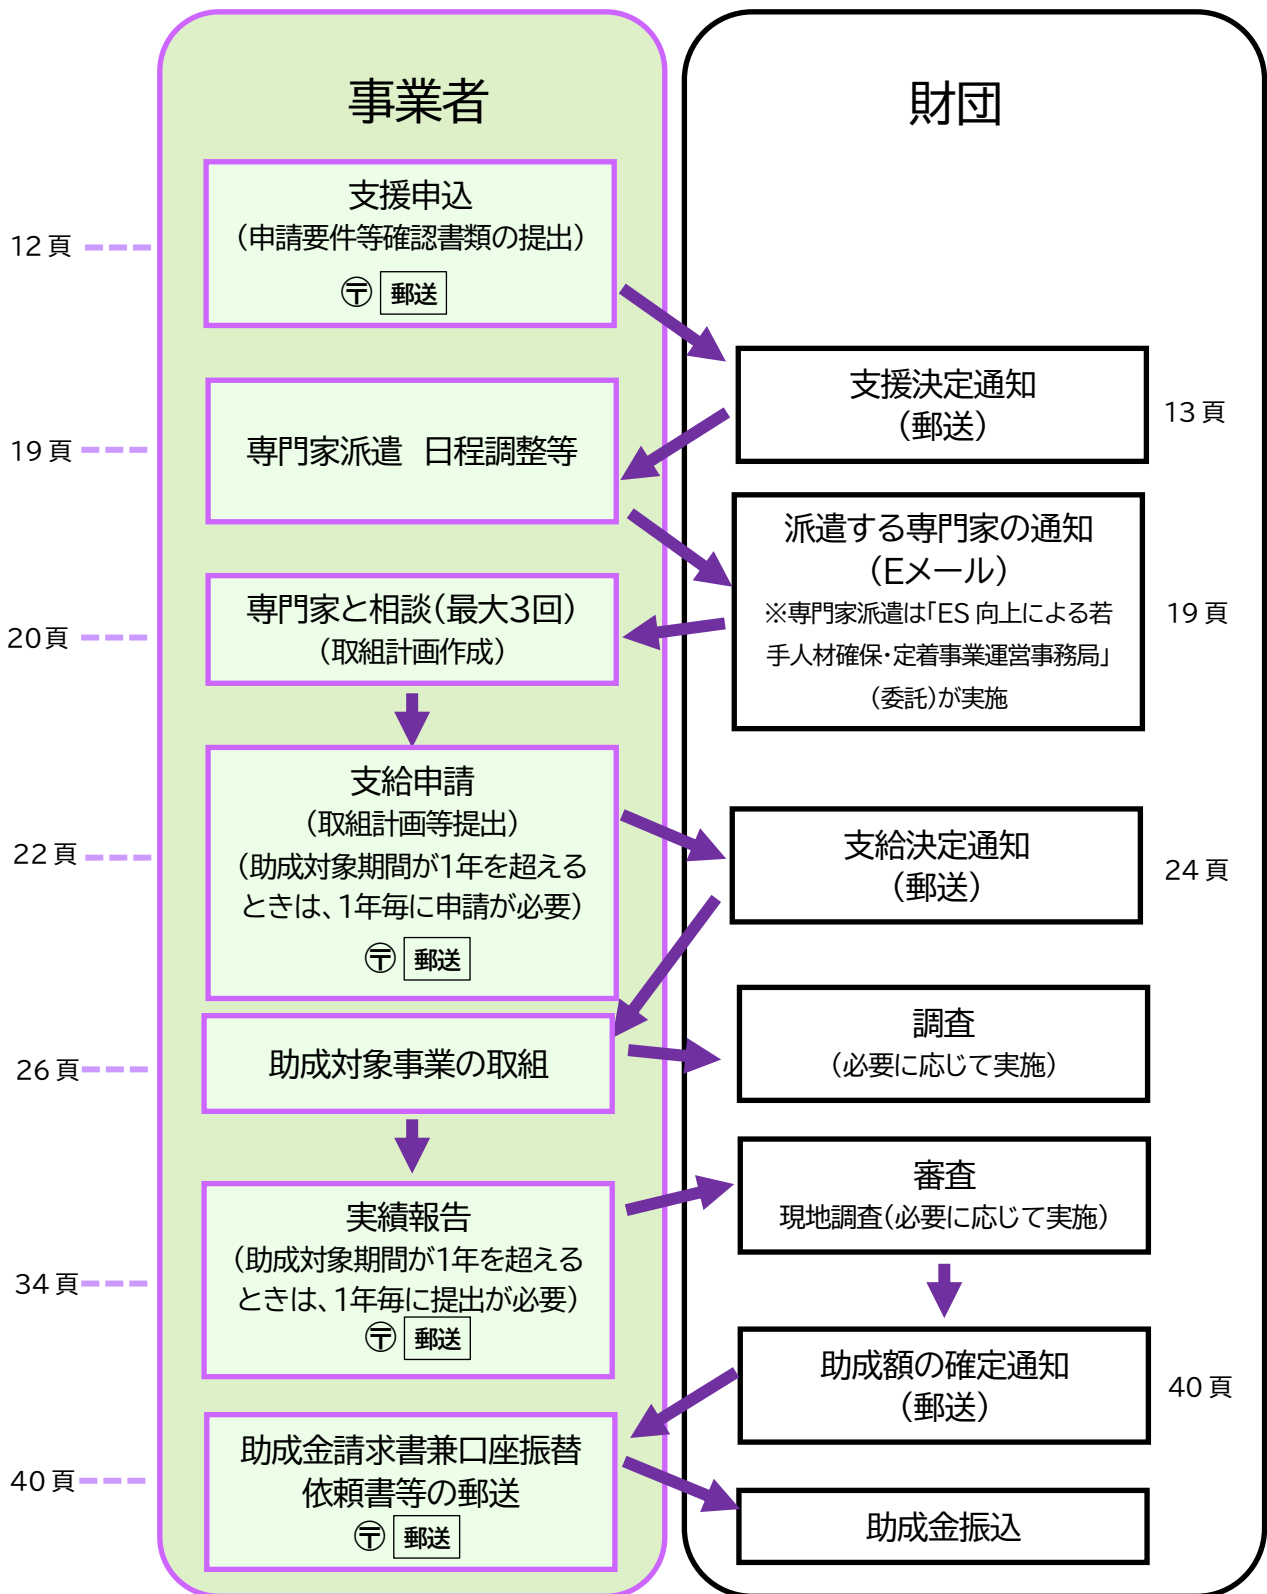 事業者
財団
支援申込
（申請要件等確認書類の提出）
〒 郵送
12頁
支援決定通知
（郵送）
13頁
専門家派遣　日程調整等
19頁
派遣する専門家の通知
（Eメール）
※専門家派遣は「ES向上による若
手人材確保・定着事業運営事務局」
（委託）が実施
19頁
専門家と相談（最大3回）
（取組計画作成）
20頁
支給申請
（取組計画等提出）
（助成対象期間が1年を超える
ときは、1年毎に申請が必要）
〒 郵送
22頁
支給決定通知
（郵送）
24頁
助成対象事業の取組
26頁
調査
（必要に応じて実施）
実績報告
（助成対象期間が1年を超える
ときは、1年毎に提出が必要）
〒 郵送
34頁
審査
現地調査（必要に応じて実施）
助成額の確定通知
（郵送）
40頁
助成金請求書兼口座振替
依頼書等の郵送
〒 郵送
40頁
助成金振込